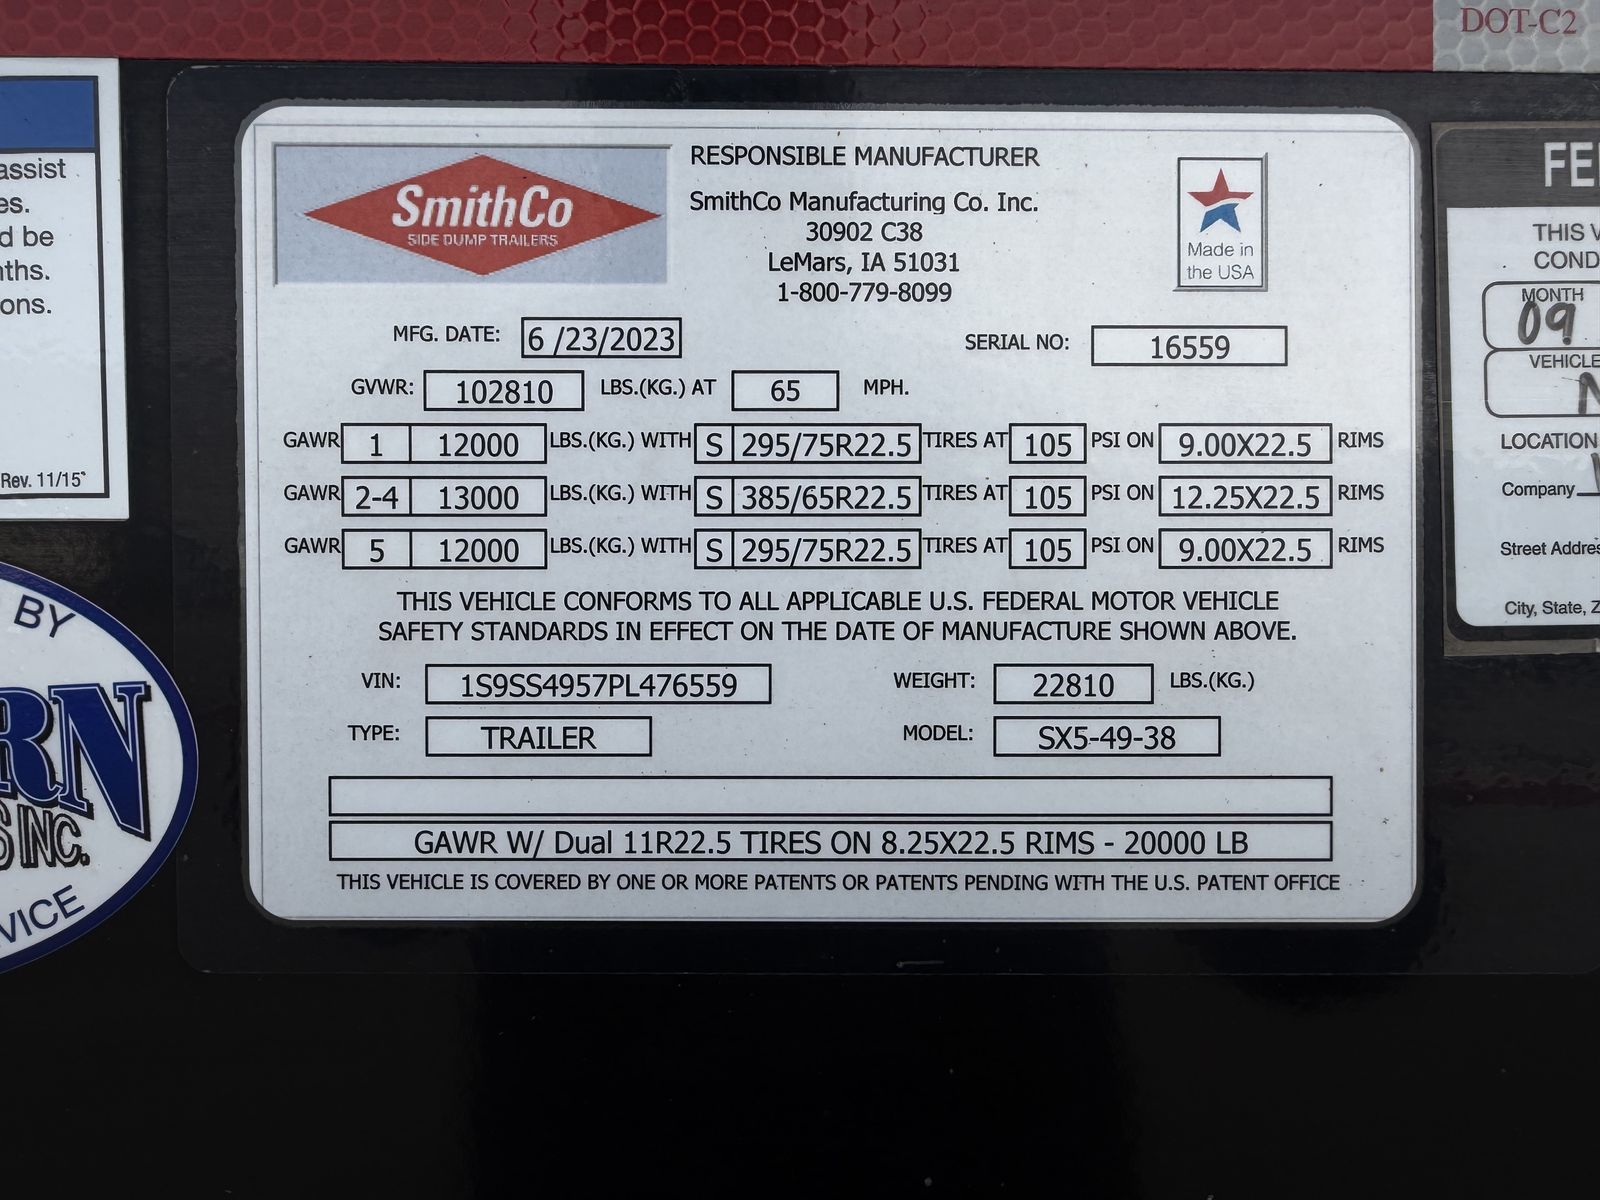 DOT-C2
assist
es.
d be
nths.
ons.
Rev. 11/15
BY
RN
S INC.
VICE
SmithCo
SIDE DUMP TRAILERS
RESPONSIBLE MANUFACTURER
SmithCo Manufacturing Co. Inc.
30902 C38
LeMars, IA 51031
1-800-779-8099
Made in
the USA
MFG. DATE: 6 /23/2023 SERIAL NO: 16559
GVWR: 102810 LBS.(KG.) AT 65 MPH.
GAWR 1 12000 LBS.(KG.) WITH S 295/75R22.5 TIRES AT 105 PSI ON 9.00X22.5 RIMS
GAWR 2-4 13000 LBS.(KG.) WITH S 385/65R22.5 TIRES AT 105 PSI ON 12.25X22.5 RIMS
GAWR 5 12000 LBS.(KG.) WITH S 295/75R22.5 TIRES AT 105 PSI ON 9.00X22.5 RIMS
THIS VEHICLE CONFORMS TO ALL APPLICABLE U.S. FEDERAL MOTOR VEHICLE
SAFETY STANDARDS IN EFFECT ON THE DATE OF MANUFACTURE SHOWN ABOVE.
VIN: 1S9SS4957PL476559 WEIGHT: 22810 LBS.(KG.)
TYPE: TRAILER MODEL: SX5-49-38
GAWR W/ Dual 11R22.5 TIRES ON 8.25X22.5 RIMS - 20000 LB
THIS VEHICLE IS COVERED BY ONE OR MORE PATENTS OR PATENTS PENDING WITH THE U.S. PATENT OFFICE
FE
THIS V
COND
MONTH
09
VEHICLE
N
LOCATION
Company
Street Addres
City, State, Z